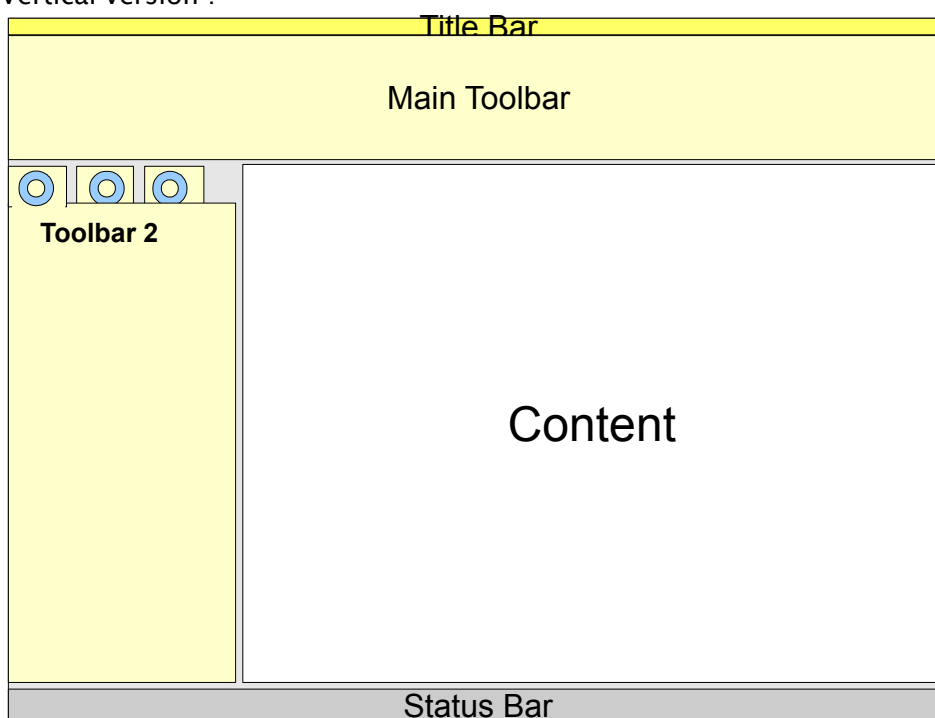 Vertical version :
Title Bar
Main Toolbar
Toolbar 2
Content
Status Bar